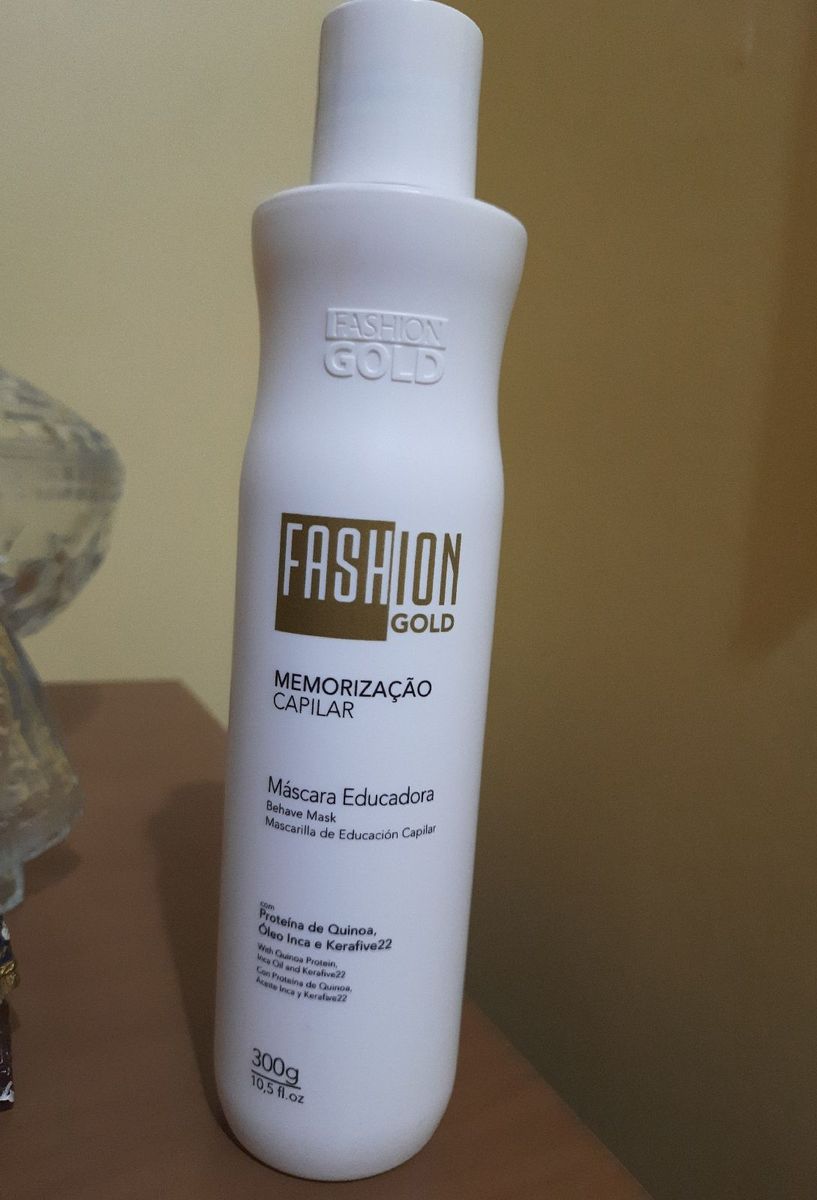 FASHION
GOLD
FASHION
GOLD
MEMORIZAÇÃO
CAPILAR
Máscara Educadora
Behave Mask
Mascarilla de Educación Capilar
com
Proteína de Quinoa,
Óleo Inca e Kerafive22
With Quinoa Protein,
Inca Oil and Kerafive22
Con Proteína de Quinoa,
Aceite Inca y Kerafive22
300g
10,5 fl.oz